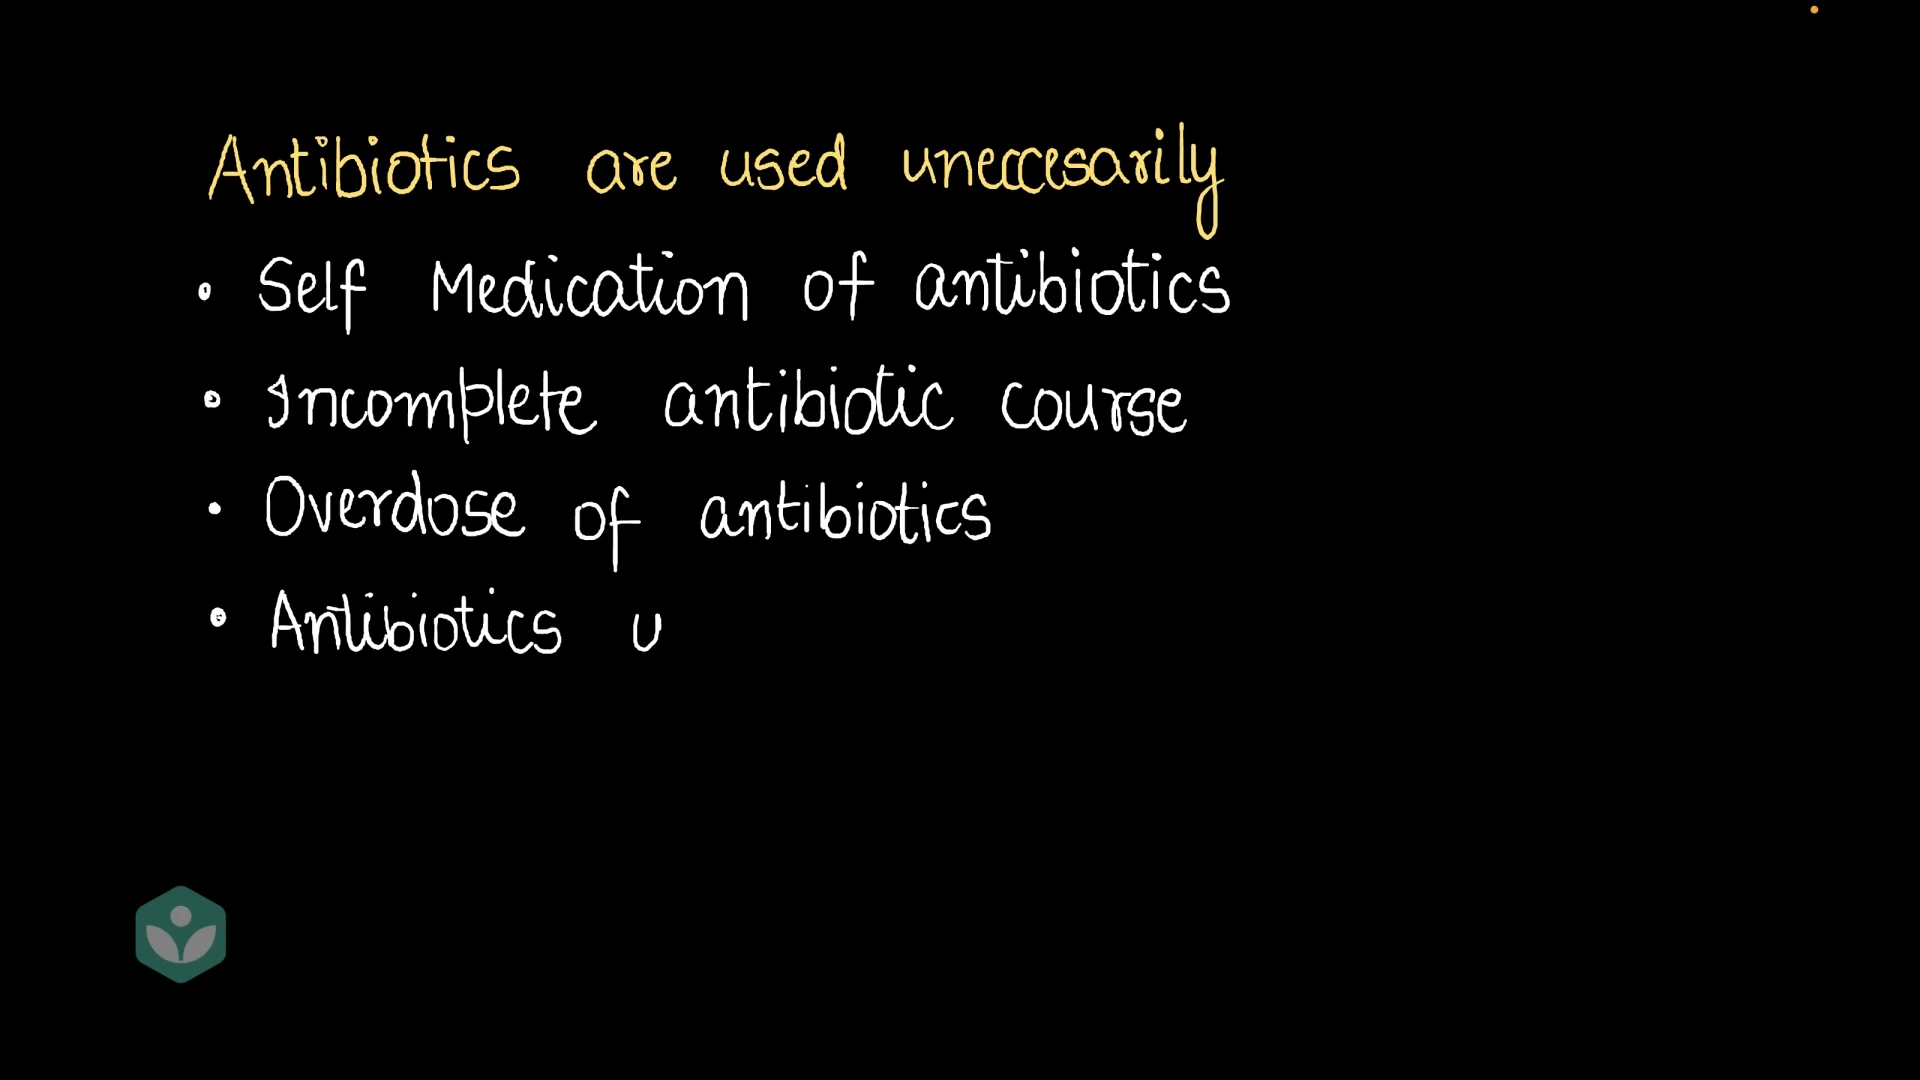 Antibiotics are used uneccesarily
• Self Medication of antibiotics
• Incomplete antibiotic course
• Overdose of antibiotics
• Antibiotics u